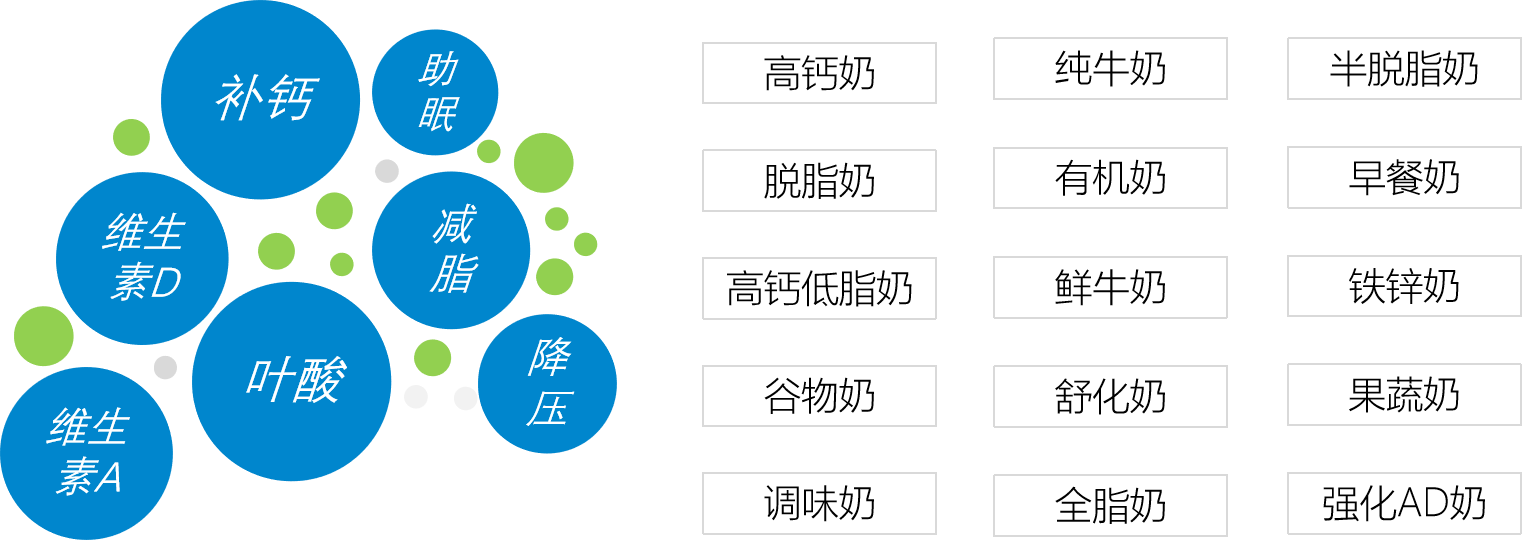 补钙
助
眠
维生
素D
减
脂
叶酸
降
压
维生
素A
高钙奶
纯牛奶
半脱脂奶
脱脂奶
有机奶
早餐奶
高钙低脂奶
鲜牛奶
铁锌奶
谷物奶
舒化奶
果蔬奶
调味奶
全脂奶
强化AD奶